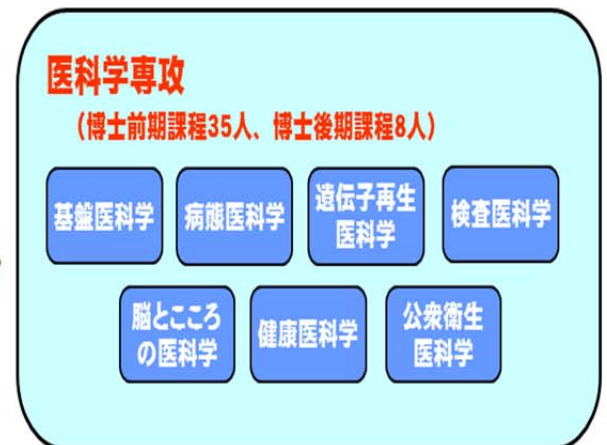 医科学専攻
（博士前期課程35人、博士後期課程8人）
基盤医科学
病態医科学
遺伝子再生
医科学
検査医科学
脳とこころ
の医科学
健康医科学
公衆衛生
医科学